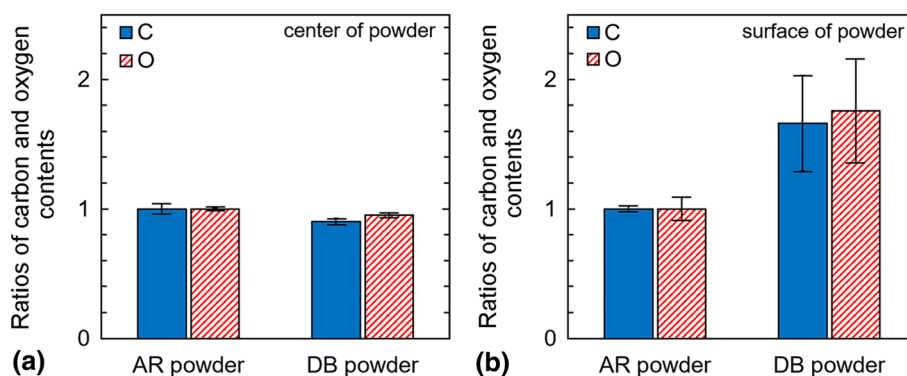 Ratios of carbon and oxygen
contents
2
1
0
C
O
center of powder
AR powder
DB powder
(a)
Ratios of carbon and oxygen
contents
2
1
0
C
O
surface of powder
AR powder
DB powder
(b)